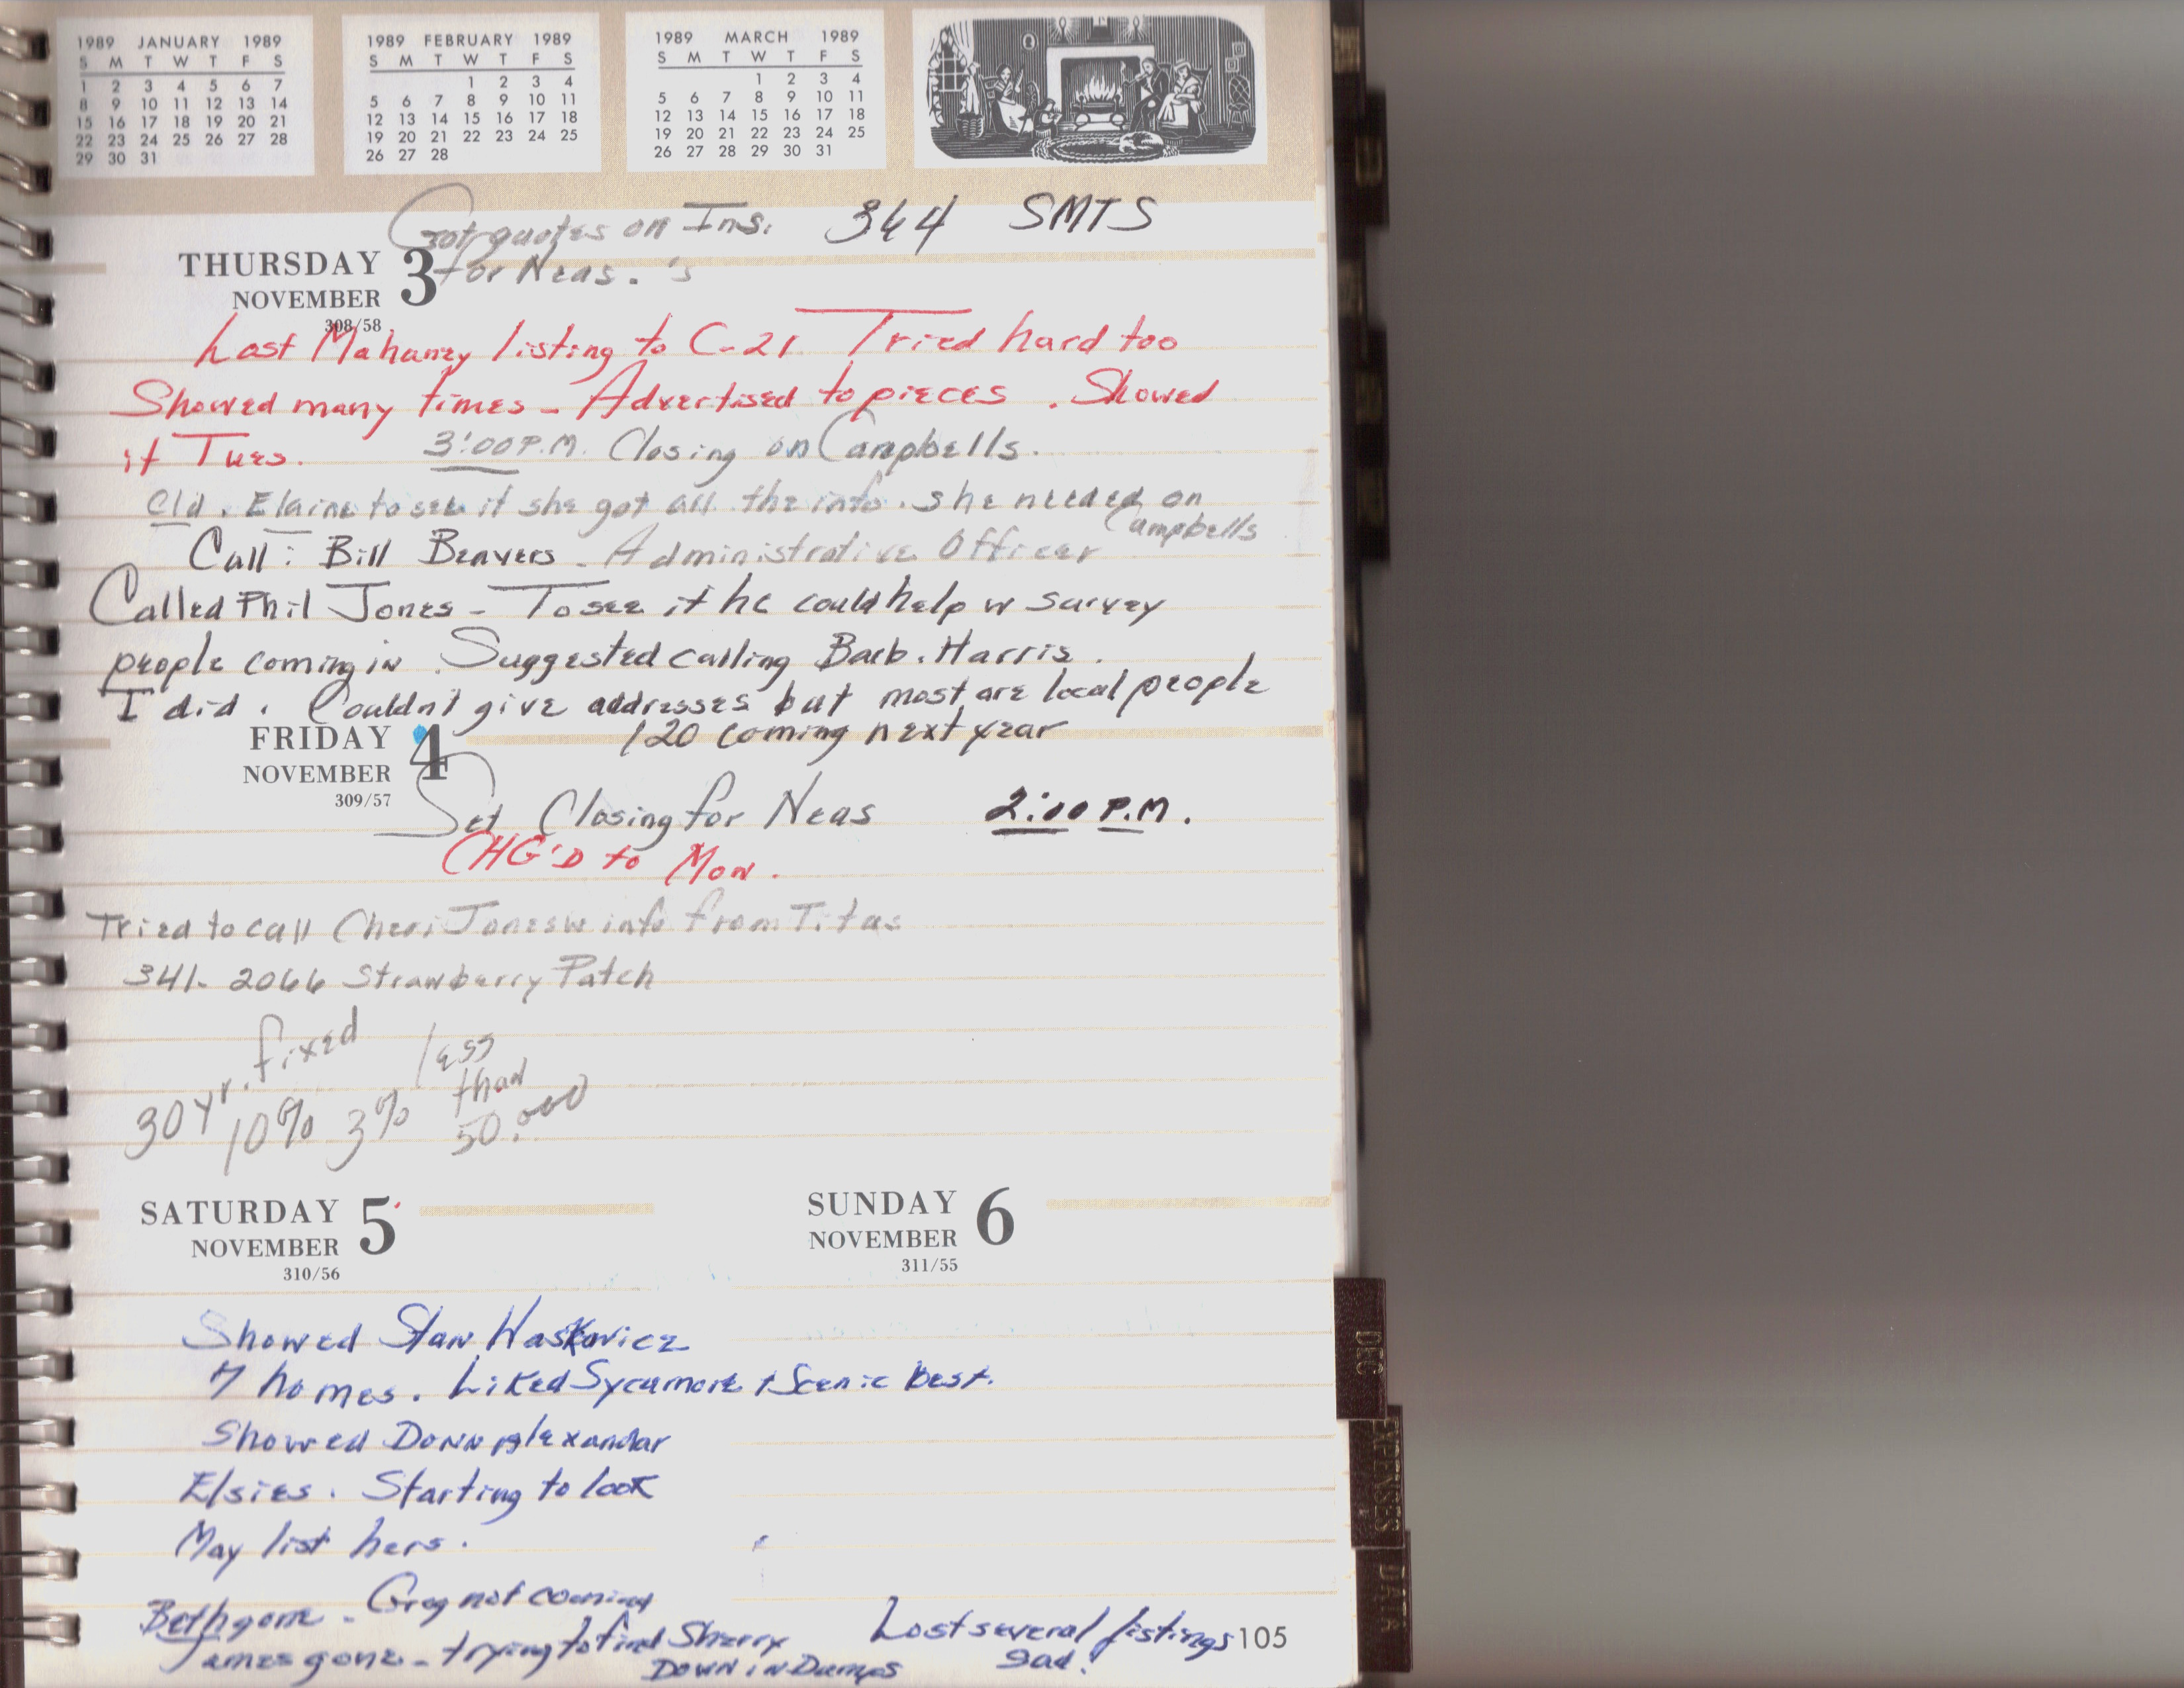 1989 JANUARY 1989
S M T W T F S
1 2 3 4 5 6 7
8 9 10 11 12 13 14
15 16 17 18 19 20 21
22 23 24 25 26 27 28
29 30 31
1989 FEBRUARY 1989
S M T W T F S
1 2 3 4
5 6 7 8 9 10 11
12 13 14 15 16 17 18
19 20 21 22 23 24 25
26 27 28
1989 MARCH 1989
S M T W T F S
1 2 3 4
5 6 7 8 9 10 11
12 13 14 15 16 17 18
19 20 21 22 23 24 25
26 27 28 29 30 31
Got quotes on Ins. 364 SMTS
for Neas.'s
THURSDAY 3
NOVEMBER
308/58
Lost Mahaney listing to C-21 Tried hard too
Showed many times - Advertised to pieces. Showed
it Tues. 3:00 P.M. Closing on Campbells.
Cld. Elaine to see if she got all the info. she needed on
Campbells
Call: Bill Beavers - Administrative Officer
Called Phil Jones - To see if he could help w survey
people coming in. Suggested calling Barb. Harris.
I did. Couldn't give addresses but most are local people
120 coming next year
FRIDAY 4
NOVEMBER
309/57
Set Closing for Neas 2:00 P.M.
CHG'D to Mon.
Tried to call Cheri Jones w info from Titus
341-2066 Strawberry Patch
30 yr. fixed
10% 3% less
than
50,000
SATURDAY 5
NOVEMBER
310/56
SUNDAY 6
NOVEMBER
311/55
Showed Stan Waskowicz
7 homes. Liked Sycamore + Scenic best.
Showed Donna Alexandar
Elsies. Starting to look
May list hers.
Beth gone - Greg not coming
James gone - trying to find Sherry
Down in Dumps
Lost several listings
Sad.
105
DEC
EXPENSES
DATA